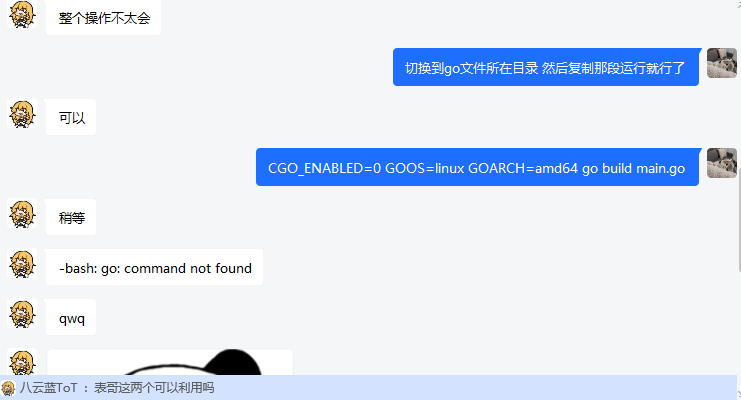 整个操作不太会
切换到go文件所在目录 然后复制那段运行就行了
可以
CGO_ENABLED=0 GOOS=linux GOARCH=amd64 go build main.go
稍等
-bash: go: command not found
qwq
八云蓝ToT ：表哥这两个可以利用吗